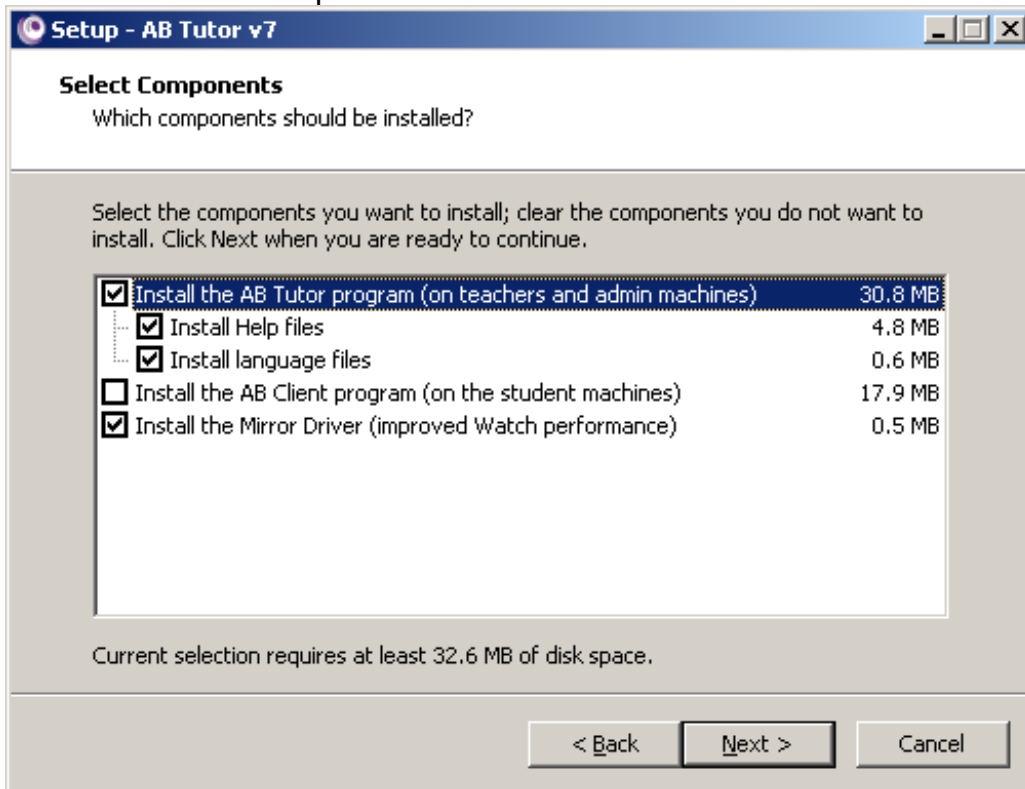 Setup - AB Tutor v7
Select Components
Which components should be installed?
Select the components you want to install; clear the components you do not want to
install. Click Next when you are ready to continue.
Install the AB Tutor program (on teachers and admin machines) 30.8 MB
Install Help files 4.8 MB
Install language files 0.6 MB
Install the AB Client program (on the student machines) 17.9 MB
Install the Mirror Driver (improved Watch performance) 0.5 MB
Current selection requires at least 32.6 MB of disk space.
< Back Next > Cancel